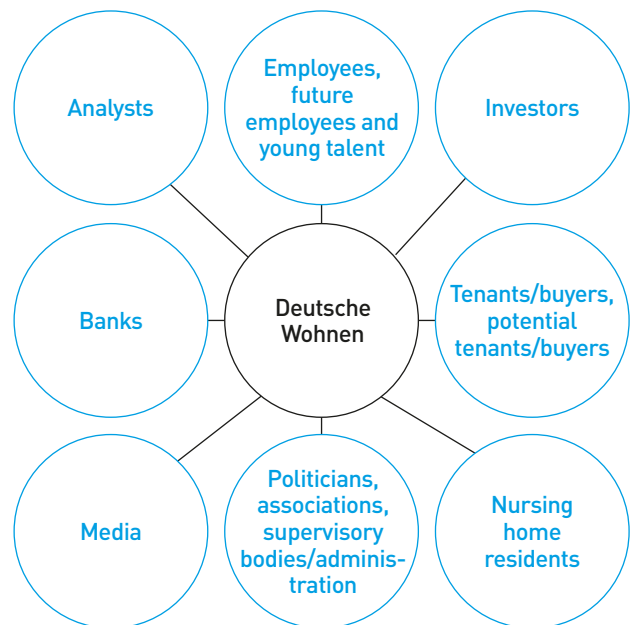 Analysts
Employees,
future
employees and
young talent
Investors
Banks
Deutsche
Wohnen
Tenants/buyers,
potential
tenants/buyers
Media
Politicians,
associations,
supervisory
bodies/adminis-
tration
Nursing
home
residents